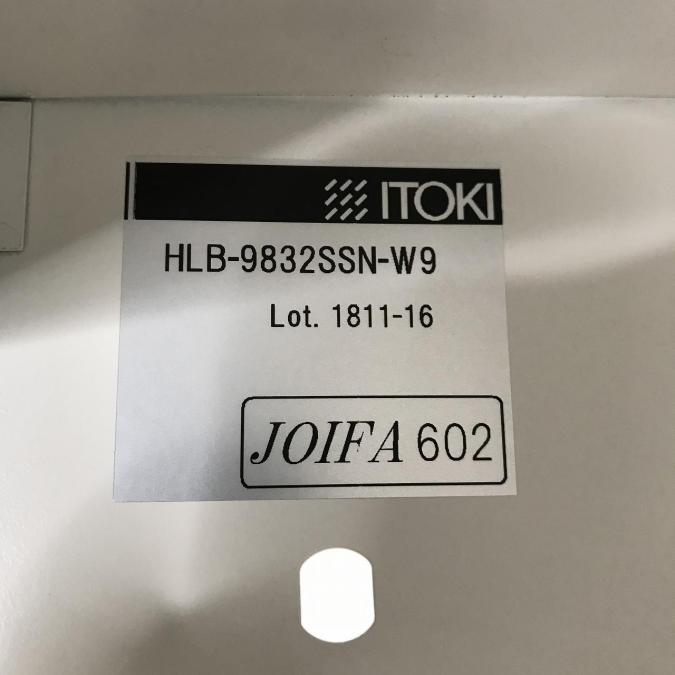 ITOKI
HLB-9832SSN-W9
Lot. 1811-16
JOIFA 602